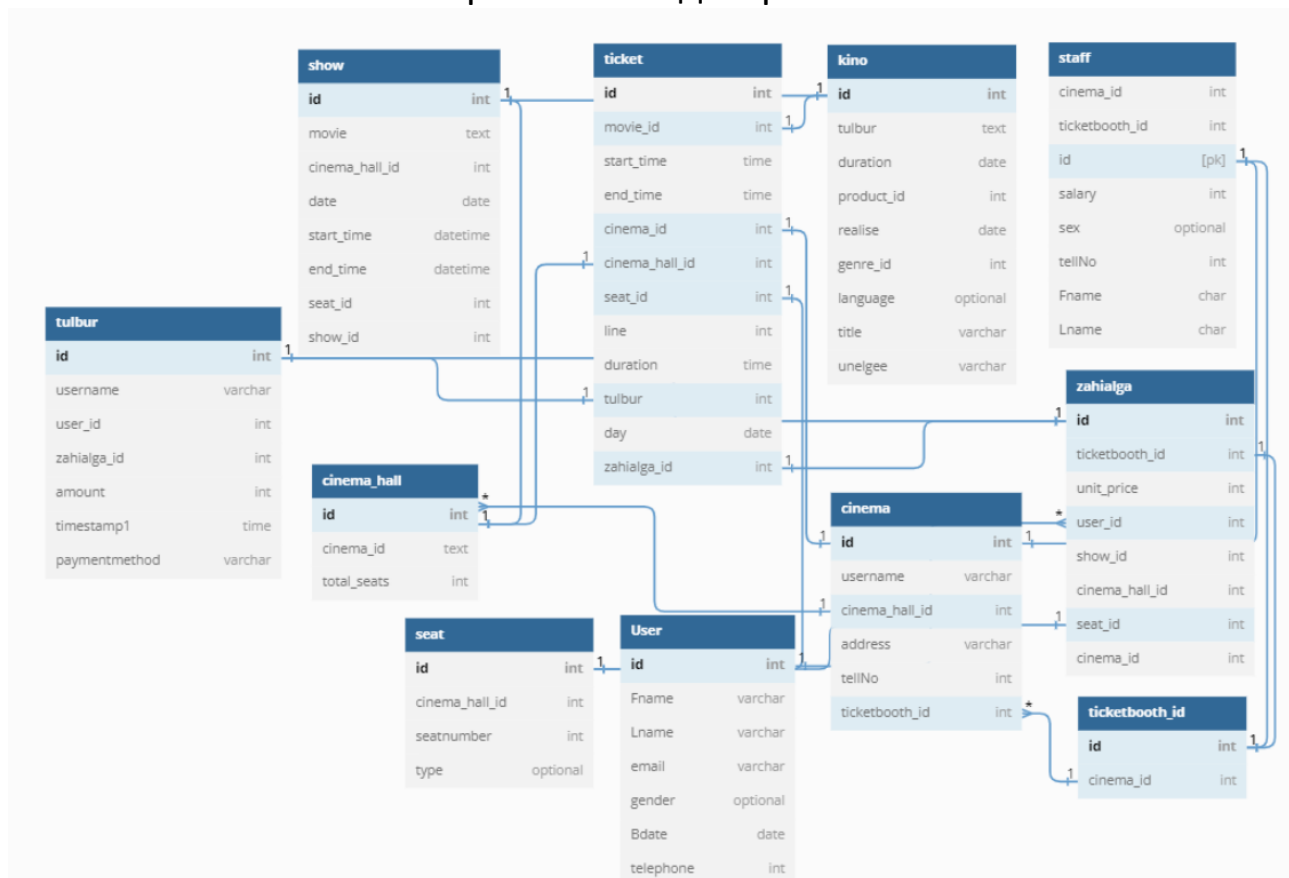 show
id int
movie text
cinema_hall_id int
date date
start_time datetime
end_time datetime
seat_id int
show_id int
ticket
id int
movie_id int
start_time time
end_time time
cinema_id int
cinema_hall_id int
seat_id int
line int
duration time
tulbur int
day date
zahialga_id int
kino
id int
tulbur text
duration date
product_id int
realise date
genre_id int
language optional
title varchar
unelgee varchar
staff
cinema_id int
ticketbooth_id int
id [pk]
salary int
sex optional
tellNo int
Fname char
Lname char
tulbur
id int
username varchar
user_id int
zahialga_id int
amount int
timestamp1 time
paymentmethod varchar
cinema_hall
id int
cinema_id text
total_seats int
zahialga
id int
ticketbooth_id int
unit_price int
user_id int
show_id int
cinema_hall_id int
seat_id int
cinema_id int
cinema
id int
username varchar
cinema_hall_id int
address varchar
tellNo int
ticketbooth_id int
seat
id int
cinema_hall_id int
seatnumber int
type optional
User
id int
Fname varchar
Lname varchar
email varchar
gender optional
Bdate date
telephone int
ticketbooth_id
id int
cinema_id int